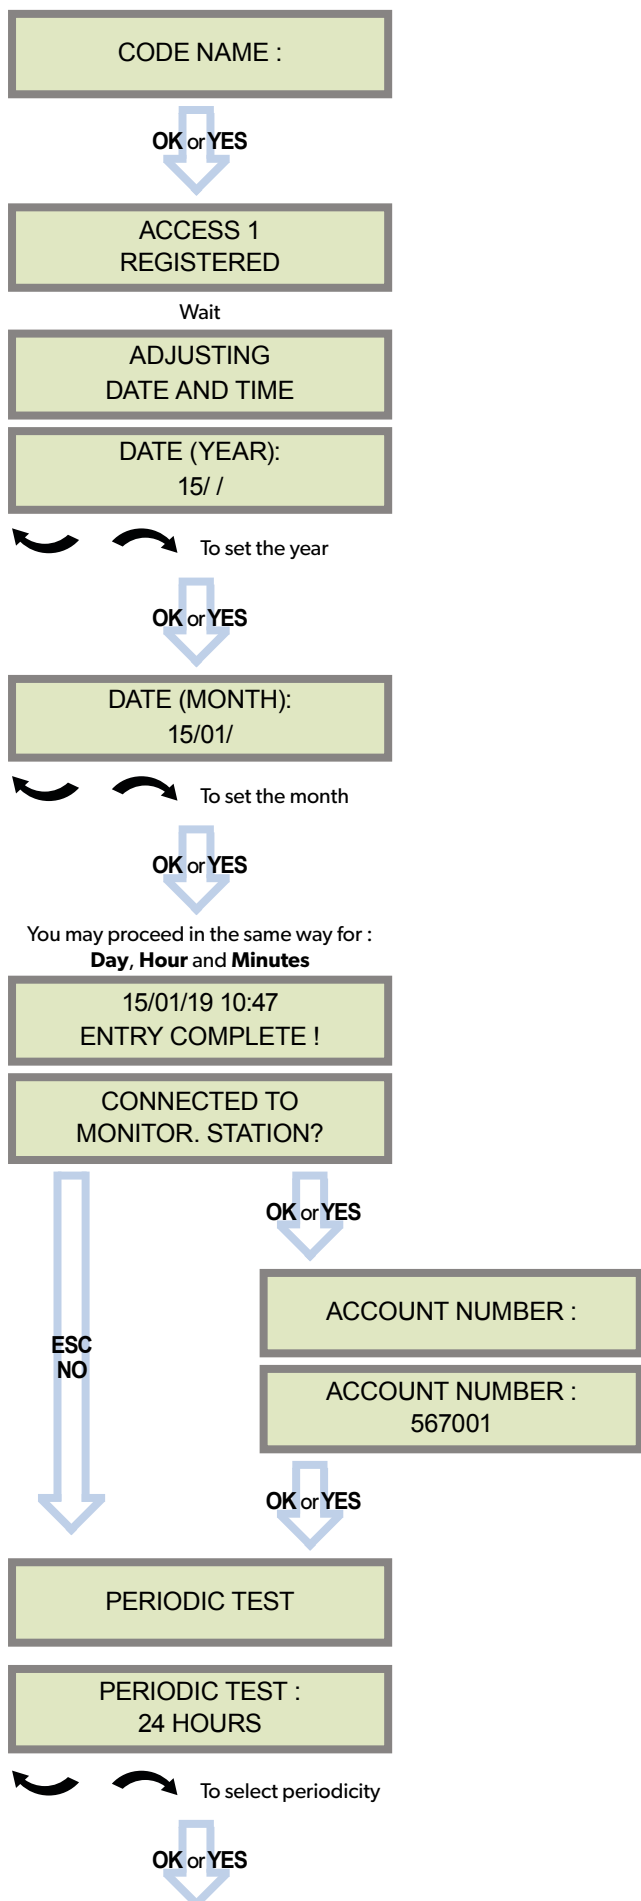 CODE NAME :
OK or YES
ACCESS 1
REGISTERED
Wait
ADJUSTING
DATE AND TIME
DATE (YEAR):
15/ /
To set the year
OK or YES
DATE (MONTH):
15/01/
To set the month
OK or YES
You may proceed in the same way for :
Day, Hour and Minutes
15/01/19 10:47
ENTRY COMPLETE !
CONNECTED TO
MONITOR. STATION?
OK or YES
ACCOUNT NUMBER :
ESC
NO
ACCOUNT NUMBER :
567001
OK or YES
PERIODIC TEST
PERIODIC TEST :
24 HOURS
To select periodicity
OK or YES